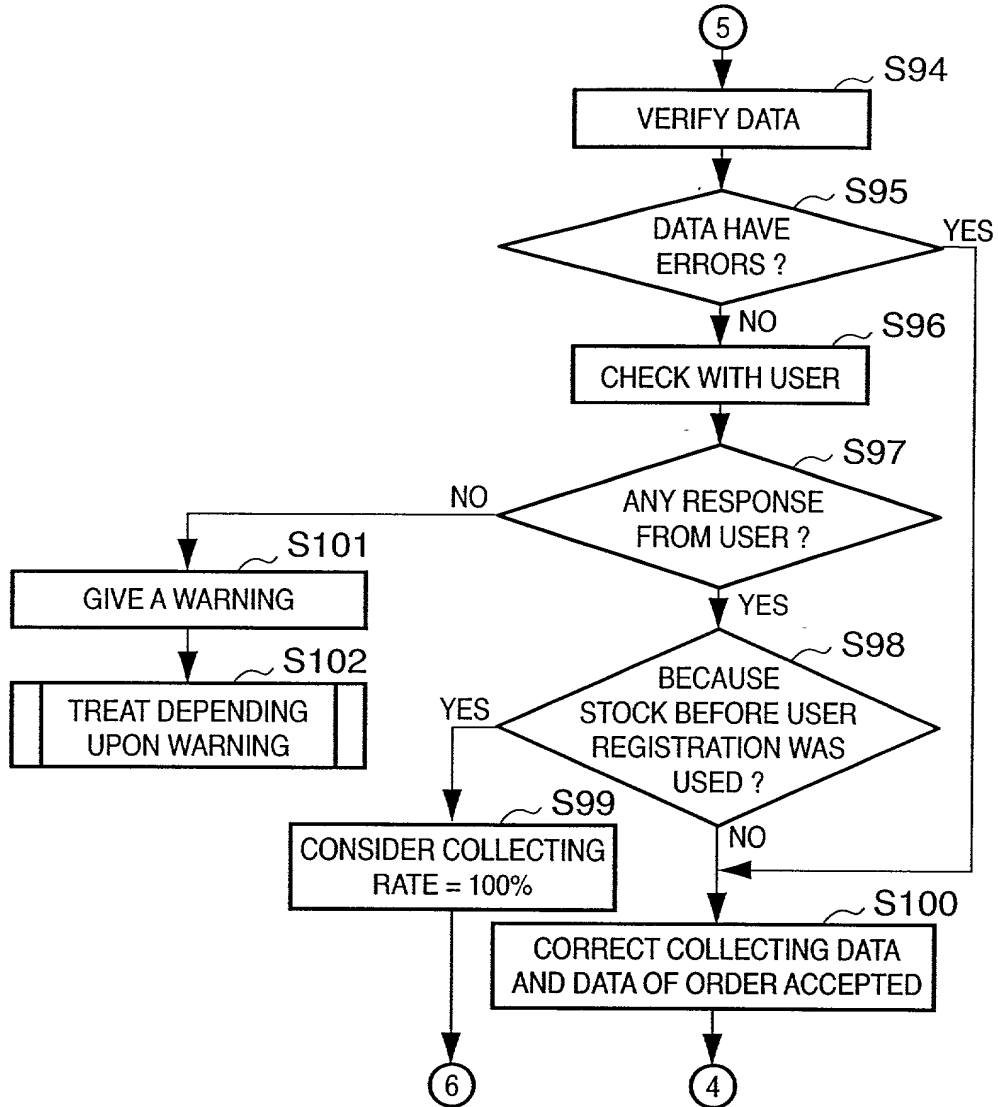 5
S94
VERIFY DATA
S95
DATA HAVE
ERRORS ?
YES
NO
S96
CHECK WITH USER
S97
ANY RESPONSE
FROM USER ?
NO
YES
S101
GIVE A WARNING
S102
TREAT DEPENDING
UPON WARNING
S98
BECAUSE
STOCK BEFORE USER
REGISTRATION WAS
USED ?
YES
NO
S99
CONSIDER COLLECTING
RATE = 100%
S100
CORRECT COLLECTING DATA
AND DATA OF ORDER ACCEPTED
6
4